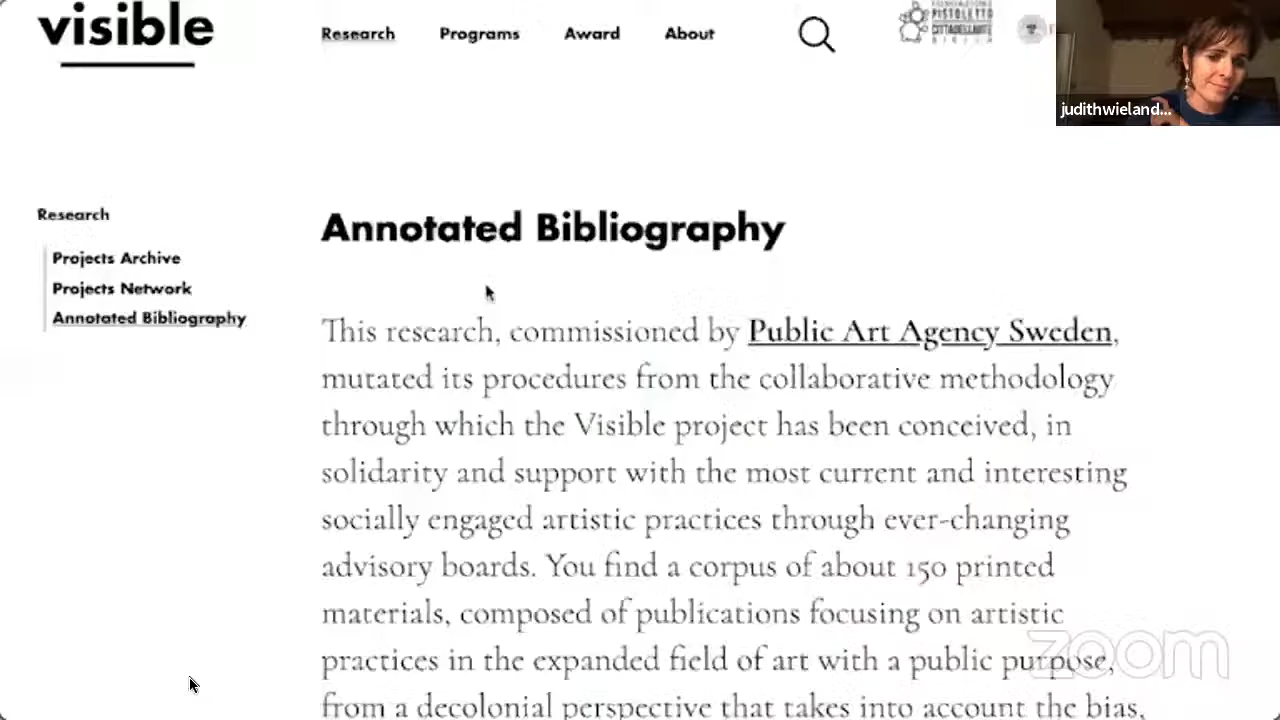 visible
Research
Programs
Award
About
PISTOLETTO
CITTADELLARTE
judithwieland...
Research
Projects Archive
Projects Network
Annotated Bibliography
Annotated Bibliography
This research, commissioned by Public Art Agency Sweden,
mutated its procedures from the collaborative methodology
through which the Visible project has been conceived, in
solidarity and support with the most current and interesting
socially engaged artistic practices through ever-changing
advisory boards. You find a corpus of about 150 printed
materials, composed of publications focusing on artistic
practices in the expanded field of art with a public purpose,
from a decolonial perspective that takes into account the bias,
zoom